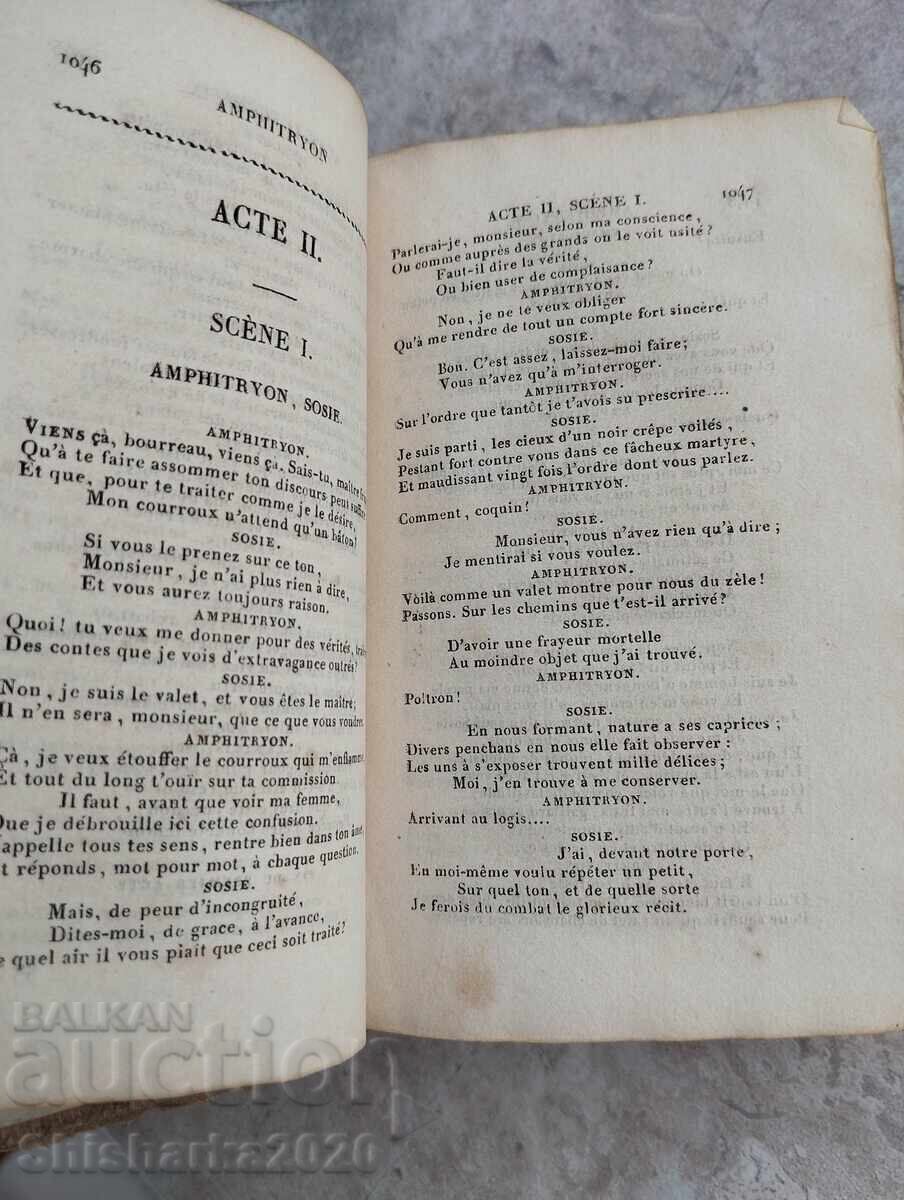 1046
AMPHITRYON
ACTE II.
SCÈNE I.
AMPHITRYON, SOSIE.
AMPHITRYON.
VIENS çà, bourreau, viens çà. Sais-tu, maître
Qu'à te faire assommer ton discours peut
Et que, pour te traiter comme je le désire,
Mon courroux n'attend qu'un bâton!
SOSIE.
Si vous le prenez sur ce ton,
Monsieur, je n'ai plus rien à dire,
Et vous aurez toujours raison.
AMPHITRYON.
Quoi! tu veux me donner pour des vérités,
Des contes que je vois d'extravagance outrés?
SOSIE.
Non, je suis le valet, et vous êtes le maître;
Il n'en sera, monsieur, que ce que vous voudrez.
AMPHITRYON.
Çà, je veux étouffer le courroux qui m'enflamme,
Et tout du long t'ouïr sur ta commission.
Il faut, avant que voir ma femme,
Que je débrouille ici cette confusion.
appelle tous tes sens, rentre bien dans ton âme,
t réponds, mot pour mot, à chaque question.
SOSIE.
Mais, de peur d'incongruité,
Dites-moi, de grace, à l'avance,
e quel air il vous plait que ceci soit traité?
ACTE II, SCÈNE I. 1047
Parlerai-je, monsieur, selon ma conscience,
Ou comme auprès des grands on le voit usité?
Faut-il dire la vérité,
Ou bien user de complaisance?
AMPHITRYON.
Non, je ne te veux obliger
Qu'à me rendre de tout un compte fort sincère.
SOSIE.
Bon. C'est assez, laissez-moi faire;
Vous n'avez qu'à m'interroger.
AMPHITRYON.
Sur l'ordre que tantôt je t'avois su prescrire....
SOSIE.
Je suis parti, les cieux d'un noir crêpe voilés,
Pestant fort contre vous dans ce fâcheux martyre,
Et maudissant vingt fois l'ordre dont vous parlez.
AMPHITRYON.
Comment, coquin!
SOSIE.
Monsieur, vous n'avez rien qu'à dire;
Je mentirai si vous voulez.
AMPHITRYON.
Voilà comme un valet montre pour nous du zèle!
Passons. Sur les chemins que t'est-il arrivé?
SOSIE.
D'avoir une frayeur mortelle
Au moindre objet que j'ai trouvé.
AMPHITRYON.
Poltron!
SOSIE.
En nous formant, nature a ses caprices;
Divers penchans en nous elle fait observer:
Les uns à s'exposer trouvent mille délices;
Moi, j'en trouve à me conserver.
AMPHITRYON.
Arrivant au logis....
SOSIE.
J'ai, devant notre porte,
En moi-même voulu répéter un petit,
Sur quel ton, et de quelle sorte
Je ferois du combat le glorieux récit.
BALKAN
auction
Shisharka2020